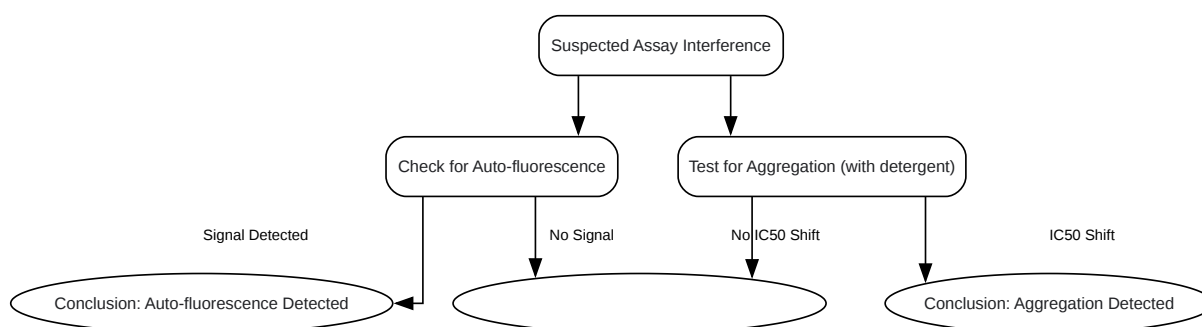 Suspected Assay Interference
Check for Auto-fluorescence
Test for Aggregation (with detergent)
Signal Detected
No Signal
No IC50 Shift
IC50 Shift
Conclusion: Auto-fluorescence Detected
Conclusion: Aggregation Detected